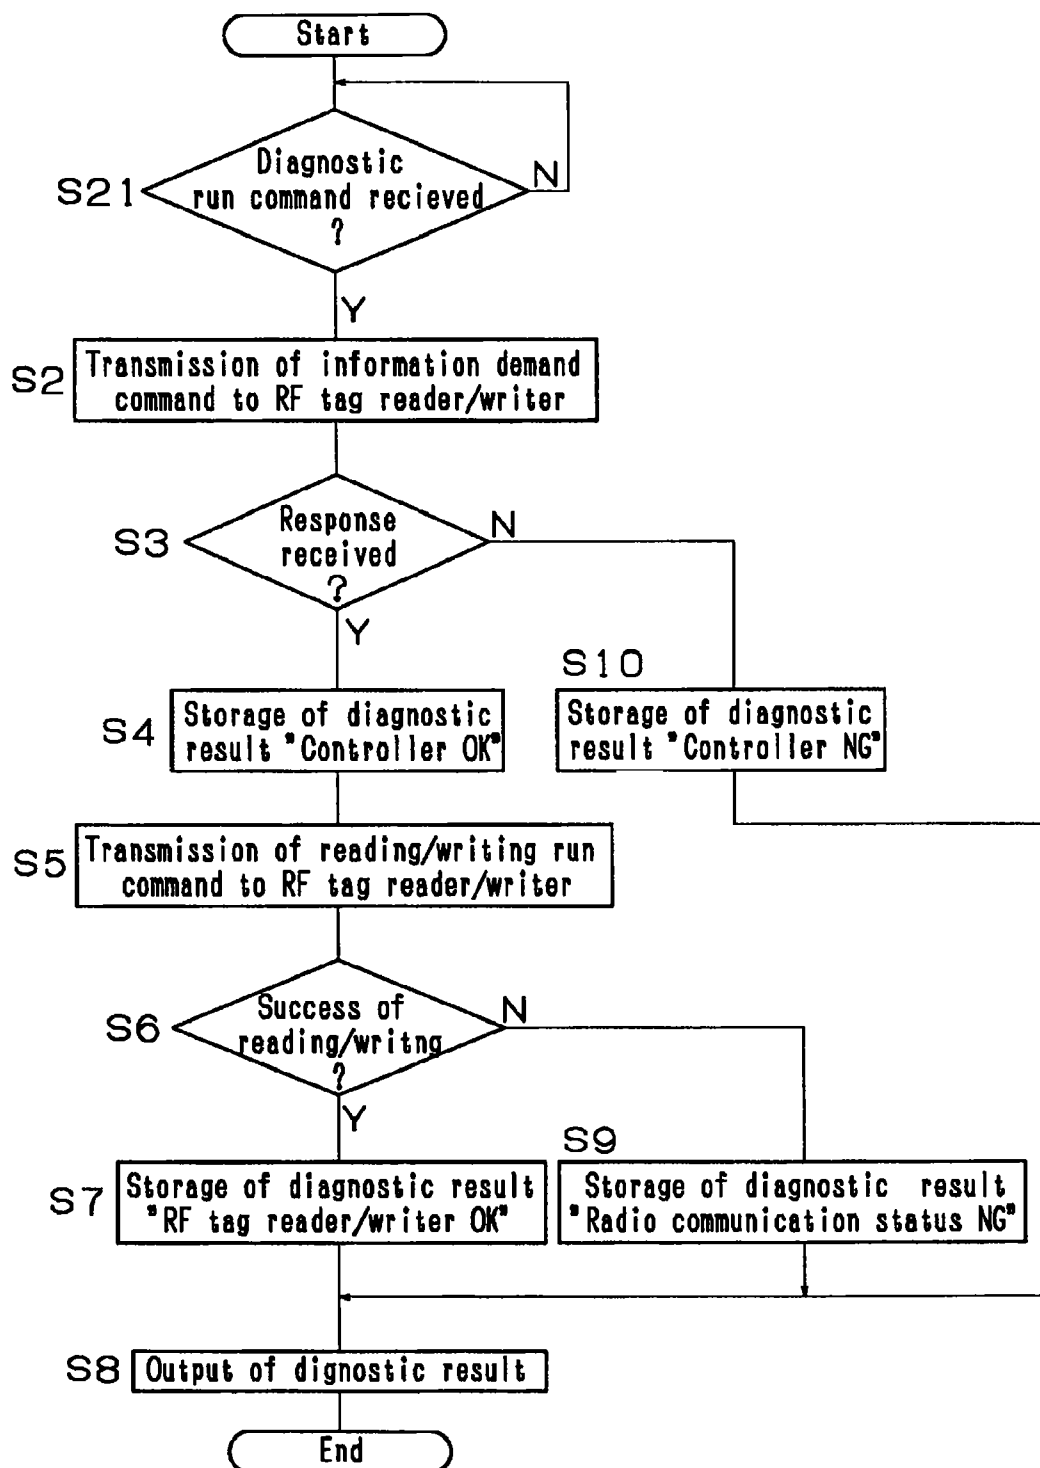 Start
Diagnostic
run command recieved
?
N
S21
Y
S2
Transmission of information demand
command to RF tag reader/writer
S3
Response
received
?
N
Y
S10
S4
Storage of diagnostic
result "Controller OK"
Storage of diagnostic
result "Controller NG"
S5
Transmission of reading/writing run
command to RF tag reader/writer
S6
Success of
reading/writng
?
N
Y
S9
S7
Storage of diagnostic result
"RF tag reader/writer OK"
Storage of diagnostic result
"Radio communication status NG"
S8
Output of dignostic result
End